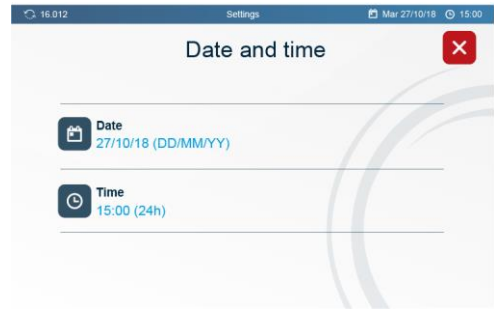 16.012 Settings Mar 27/10/18 15:00
Date and time
Date
27/10/18 (DD/MM/YY)
Time
15:00 (24h)